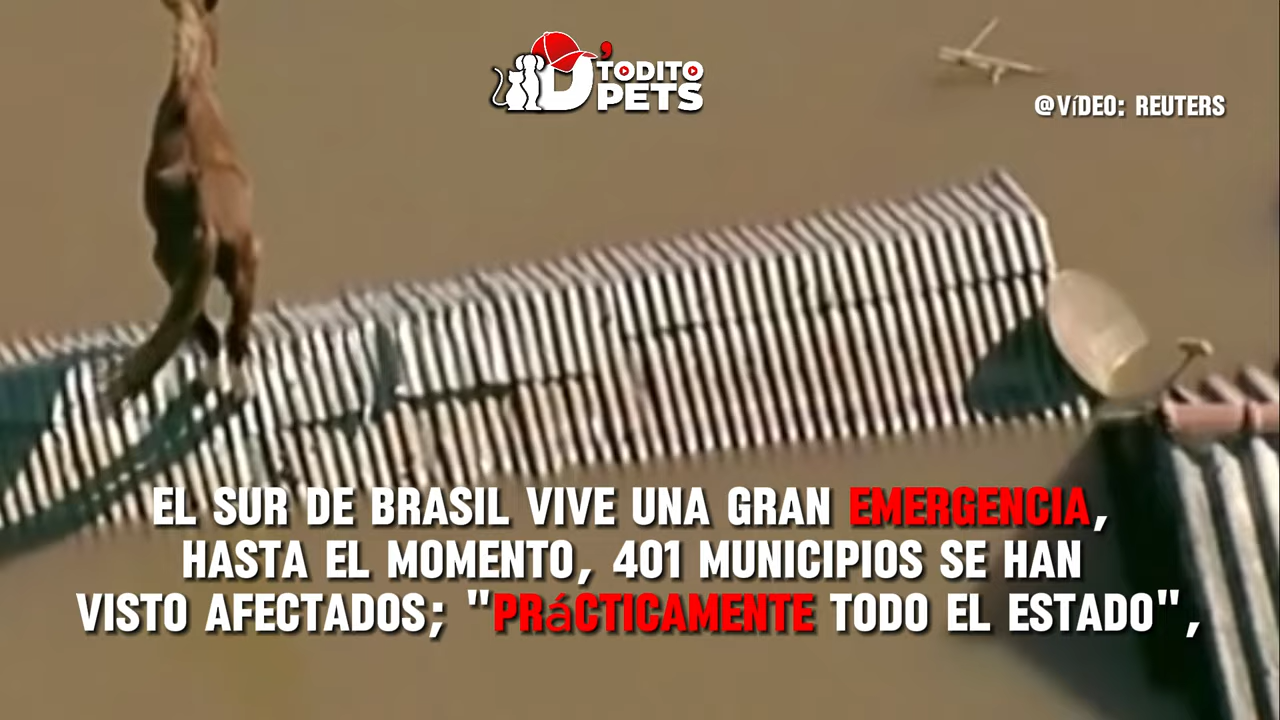 D'TODITO
PETS
@VíDEO: REUTERS
EL SUR DE BRASIL VIVE UNA GRAN EMERGENCIA,
HASTA EL MOMENTO, 401 MUNICIPIOS SE HAN
VISTO AFECTADOS; "PRáCTICAMENTE TODO EL ESTADO",